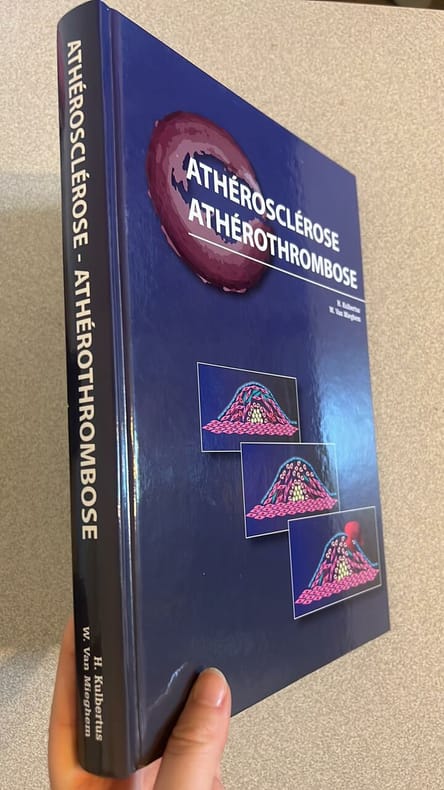 ATHÉROSCLÉROSE - ATHÉROTHROMBOSE
H. Kulbertus
W. Van Mieghem
ATHÉROSCLÉROSE
ATHÉROTHROMBOSE
H. Kulbertus
W. Van Mieghem